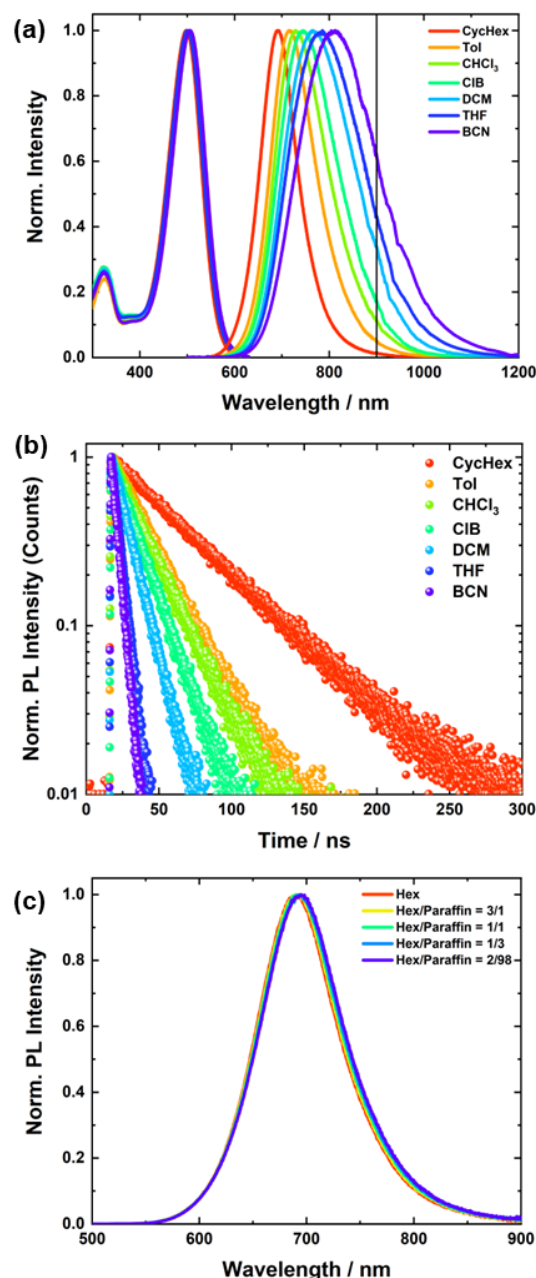 (a)
Norm. Intensity
1.0
0.8
0.6
0.4
0.2
0.0
CycHex
Tol
CHCl₃
ClB
DCM
THF
BCN
400 600 800 1000 1200
Wavelength / nm
(b)
Norm. PL Intensity (Counts)
1
0.1
0.01
CycHex
Tol
CHCl₃
ClB
DCM
THF
BCN
0 50 100 150 200 250 300
Time / ns
(c)
Norm. PL Intensity
1.0
0.8
0.6
0.4
0.2
0.0
Hex
Hex/Paraffin = 3/1
Hex/Paraffin = 1/1
Hex/Paraffin = 1/3
Hex/Paraffin = 2/98
500 600 700 800 900
Wavelength / nm